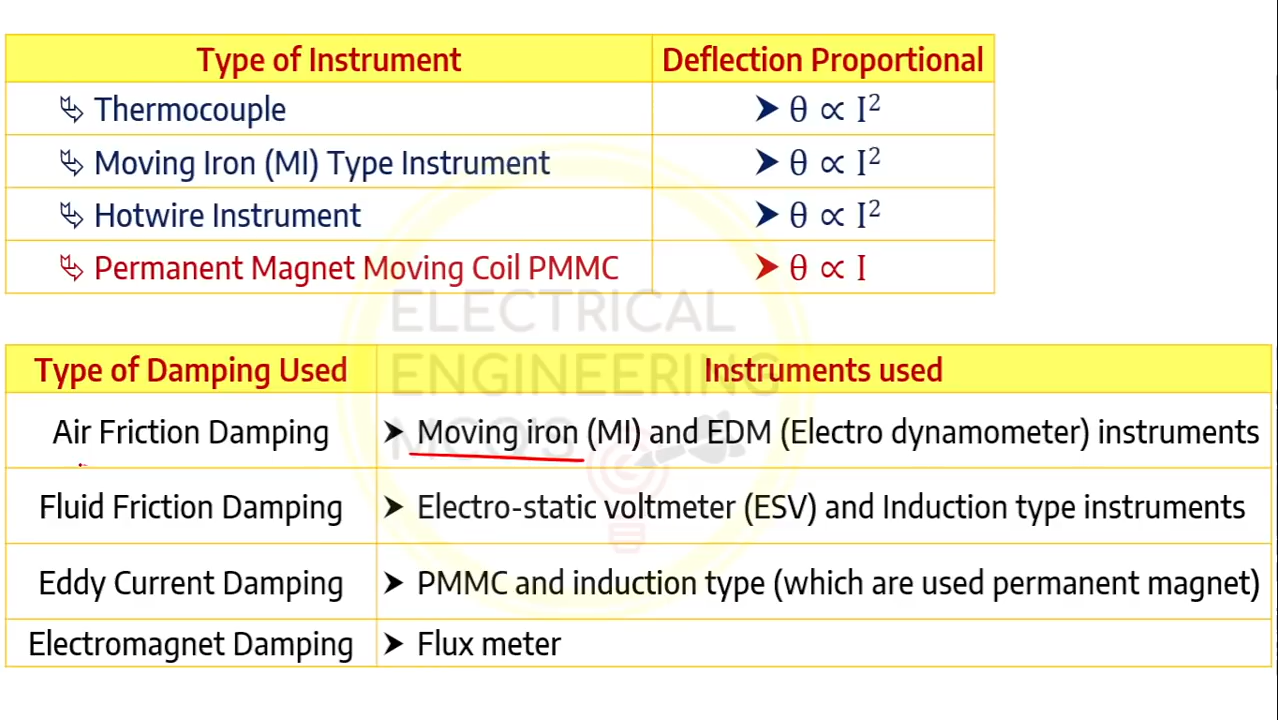 Type of Instrument Deflection Proportional
Thermocouple ➤ θ ∝ I²
Moving Iron (MI) Type Instrument ➤ θ ∝ I²
Hotwire Instrument ➤ θ ∝ I²
Permanent Magnet Moving Coil PMMC ➤ θ ∝ I
ELECTRICAL
ENGINEERING
MCQ'S
Type of Damping Used Instruments used
Air Friction Damping ➤ Moving iron (MI) and EDM (Electro dynamometer) instruments
Fluid Friction Damping ➤ Electro-static voltmeter (ESV) and Induction type instruments
Eddy Current Damping ➤ PMMC and induction type (which are used permanent magnet)
Electromagnet Damping ➤ Flux meter